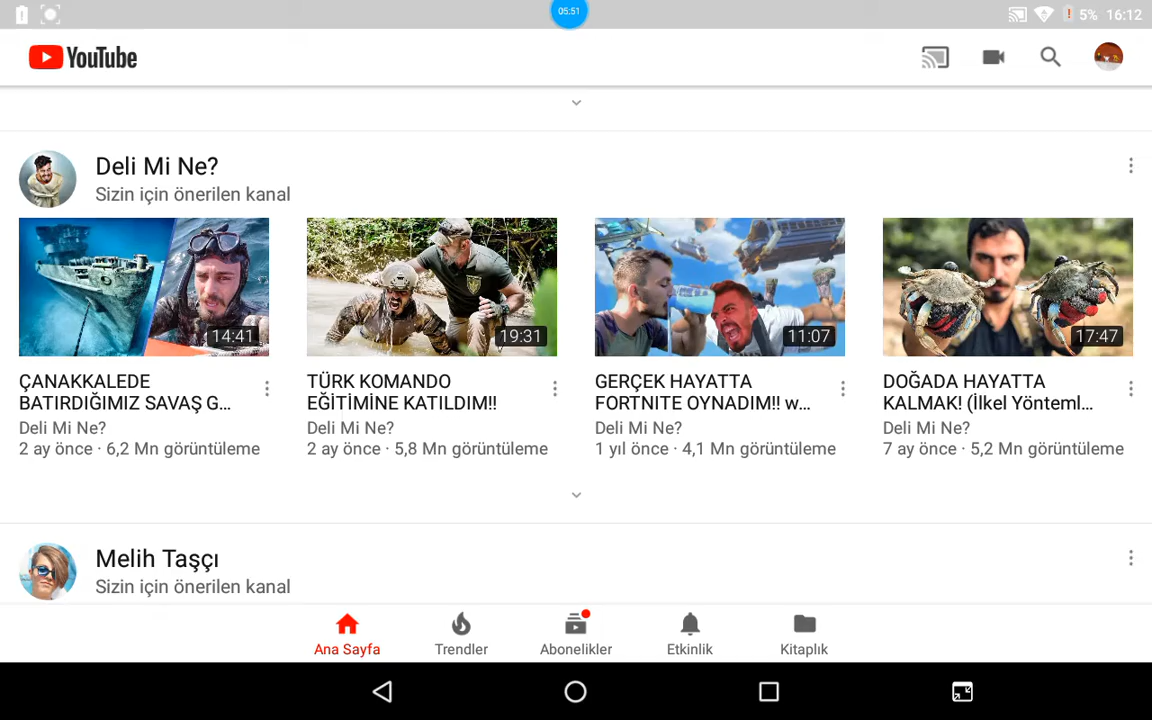 05:51
5% 16:12
YouTube
Deli Mi Ne?
Sizin için önerilen kanal
14:41
19:31
11:07
17:47
ÇANAKKALEDE
BATIRDIĞIMIZ SAVAŞ G...
Deli Mi Ne?
2 ay önce · 6,2 Mn görüntüleme
TÜRK KOMANDO
EĞİTİMİNE KATILDIM!!
Deli Mi Ne?
2 ay önce · 5,8 Mn görüntüleme
GERÇEK HAYATTA
FORTNITE OYNADIM!! w...
Deli Mi Ne?
1 yıl önce · 4,1 Mn görüntüleme
DOĞADA HAYATTA
KALMAK! (İlkel Yönteml...
Deli Mi Ne?
7 ay önce · 5,2 Mn görüntüleme
Melih Taşçı
Sizin için önerilen kanal
Ana Sayfa
Trendler
Abonelikler
Etkinlik
Kitaplık